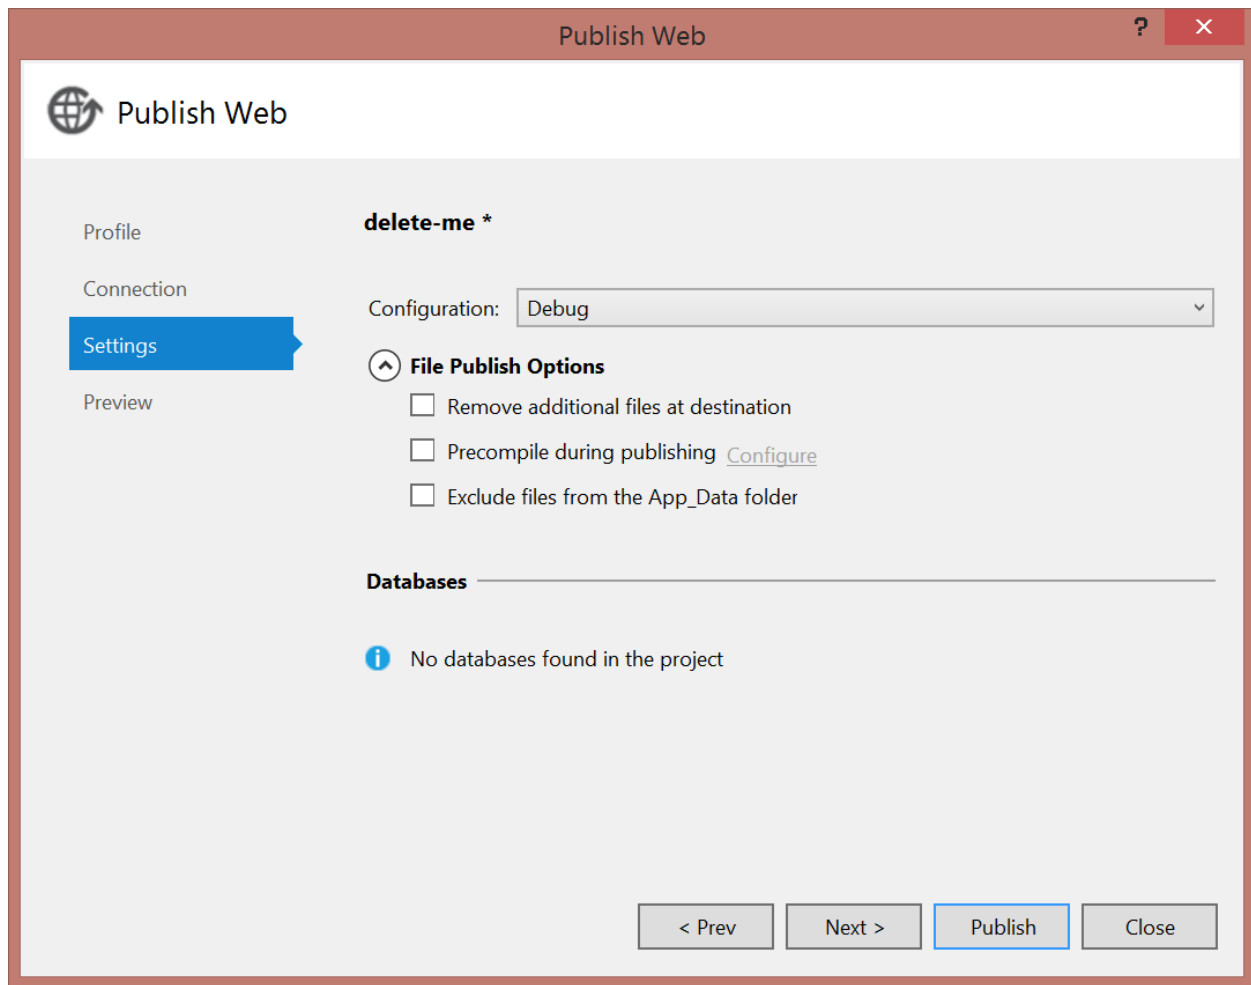 Publish Web
?
Publish Web
Profile
Connection
Settings
Preview
delete-me *
Configuration: Debug
File Publish Options
Remove additional files at destination
Precompile during publishing Configure
Exclude files from the App_Data folder
Databases
No databases found in the project
< Prev Next > Publish Close